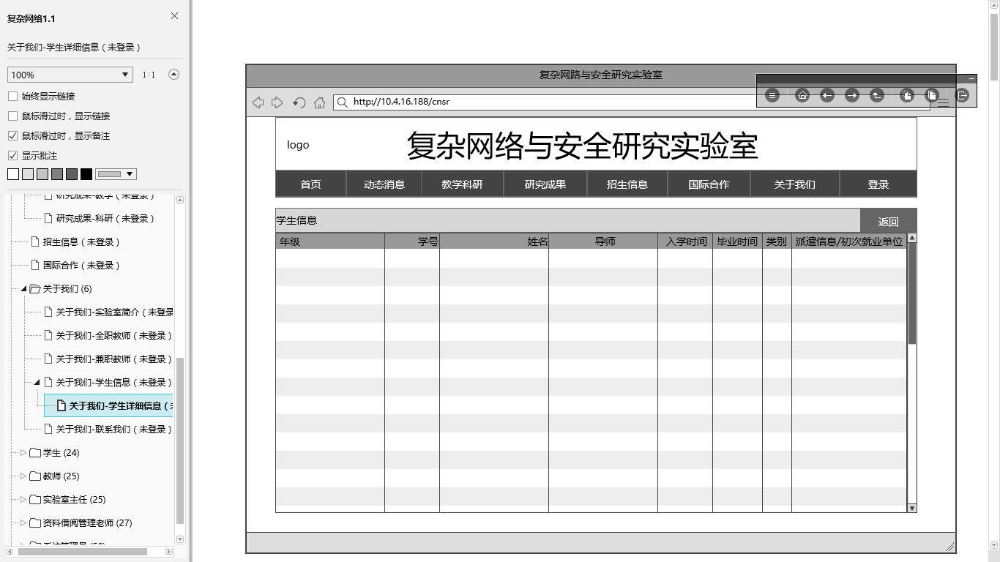 复杂网络1.1
关于我们-学生详细信息（未登录）
100%
1:1
始终显示链接
鼠标滑过时，显示链接
鼠标滑过时，显示备注
显示批注
研究成果-教学（未登录）
研究成果-科研（未登录）
招生信息（未登录）
国际合作（未登录）
关于我们 (6)
关于我们-实验室简介（未登录
关于我们-全职教师（未登录）
关于我们-兼职教师（未登录）
关于我们-学生信息（未登录）
关于我们-学生详细信息（
关于我们-联系我们（未登录）
学生 (24)
教师 (25)
实验室主任 (25)
资料借阅管理老师 (27)
复杂网路与安全研究实验室
http://10.4.16.188/cnsr
logo
复杂网络与安全研究实验室
首页 动态消息 教学科研 研究成果 招生信息 国际合作 关于我们 登录
学生信息 返回
年级 学号 姓名 导师 入学时间 毕业时间 类别 派遣信息/初次就业单位